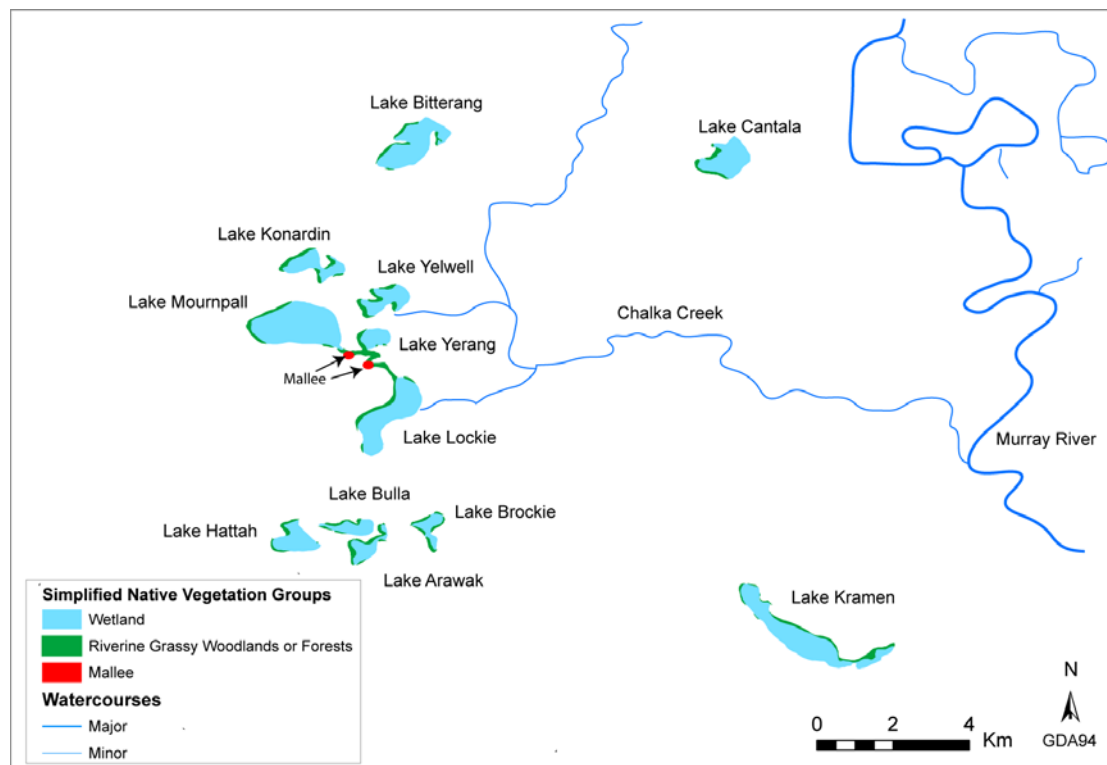 Lake Bitterang
Lake Cantala
Lake Konardin
Lake Yelwell
Lake Mournpall
Chalka Creek
Lake Yerang
Mallee
Lake Lockie
Murray River
Lake Bulla
Lake Brockie
Lake Hattah
Lake Arawak
Lake Kramen
Simplified Native Vegetation Groups
Wetland
Riverine Grassy Woodlands or Forests
Mallee
Watercourses
Major
Minor
0 2 4
Km
N
GDA94